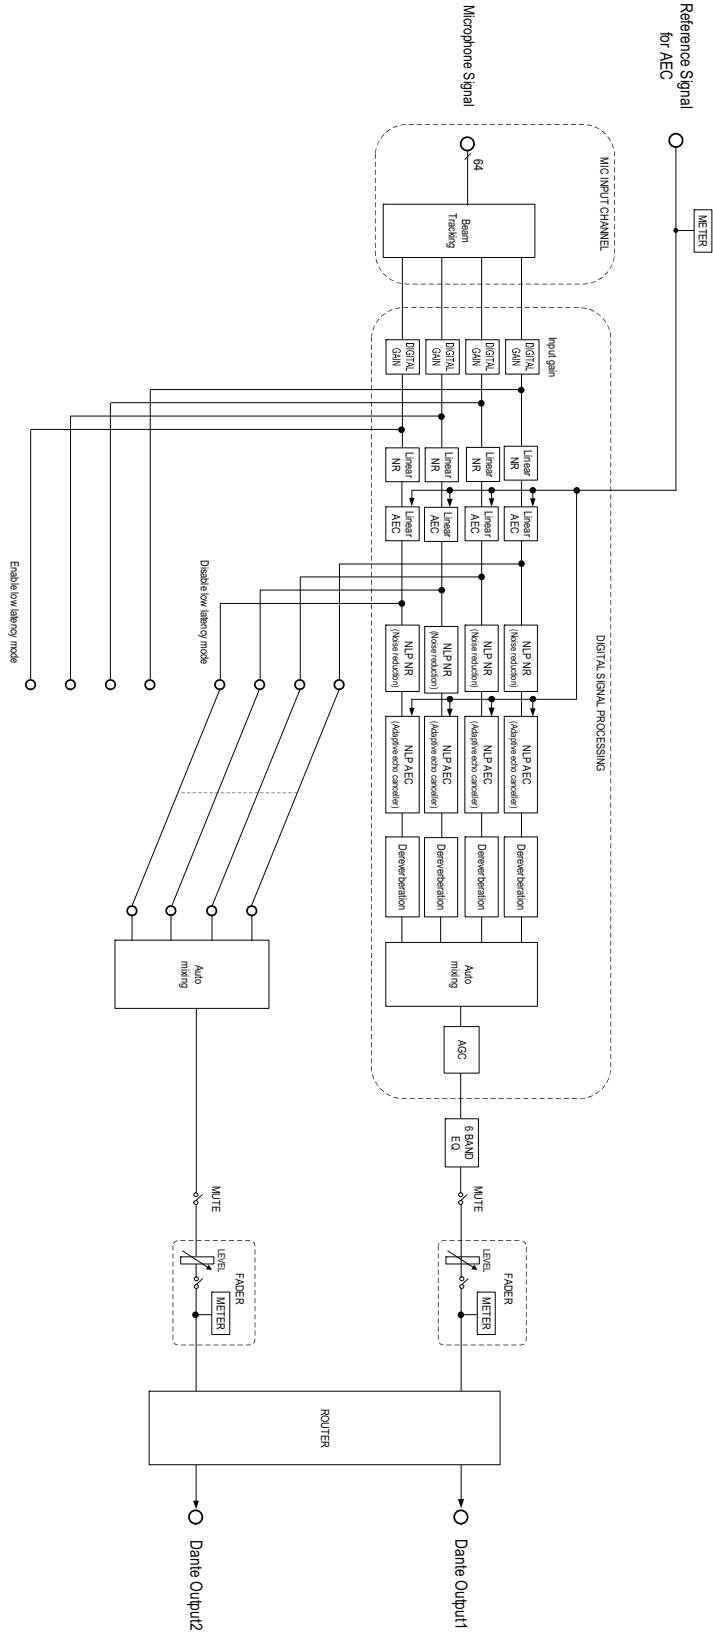 Reference Signal
for AEC
METER
Microphone Signal
MIC INPUT CHANNEL
64
Beam
Tracking
DIGITAL SIGNAL PROCESSING
Input gain
DIGITAL
GAIN
DIGITAL
GAIN
DIGITAL
GAIN
DIGITAL
GAIN
Linear
NR
Linear
NR
Linear
NR
Linear
NR
Linear
AEC
Linear
AEC
Linear
AEC
Linear
AEC
NLP NR
(Noise reduction)
NLP NR
(Noise reduction)
NLP NR
(Noise reduction)
NLP NR
(Noise reduction)
NLP AEC
(Adaptive echo canceller)
NLP AEC
(Adaptive echo canceller)
NLP AEC
(Adaptive echo canceller)
NLP AEC
(Adaptive echo canceller)
Dereverberation
Dereverberation
Dereverberation
Dereverberation
Auto
mixing
AGC
6 BAND
EQ
MUTE
FADER
LEVEL
METER
Disable low latency mode
Enable low latency mode
Auto
mixing
MUTE
FADER
LEVEL
METER
ROUTER
Dante Output1
Dante Output2